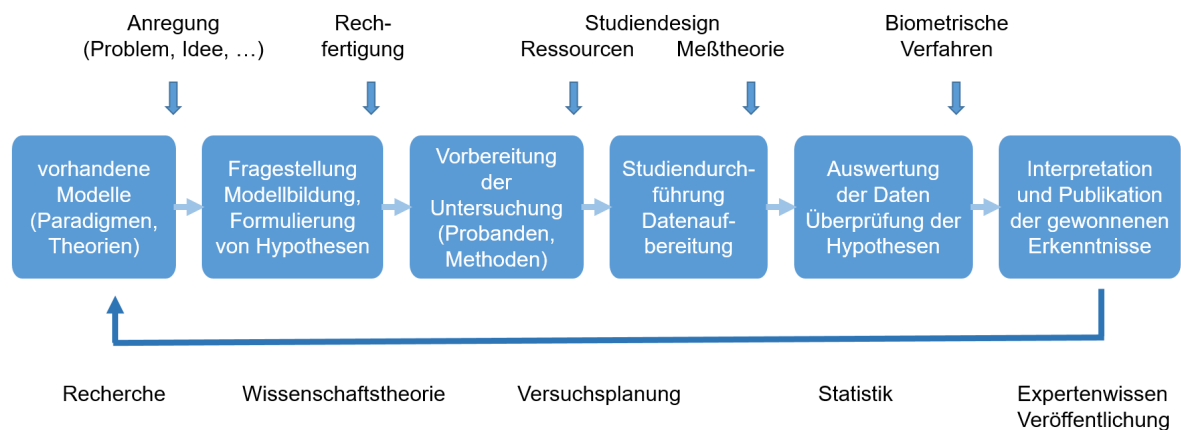 Anregung
(Problem, Idee, …)
Rech-
fertigung
Studiendesign
Ressourcen Meßtheorie
Biometrische
Verfahren
vorhandene
Modelle
(Paradigmen,
Theorien)
Fragestellung
Modellbildung,
Formulierung
von Hypothesen
Vorbereitung
der
Untersuchung
(Probanden,
Methoden)
Studiendurch-
führung
Datenauf-
bereitung
Auswertung
der Daten
Überprüfung der
Hypothesen
Interpretation
und Publikation
der gewonnenen
Erkenntnisse
Recherche
Wissenschaftstheorie
Versuchsplanung
Statistik
Expertenwissen
Veröffentlichung